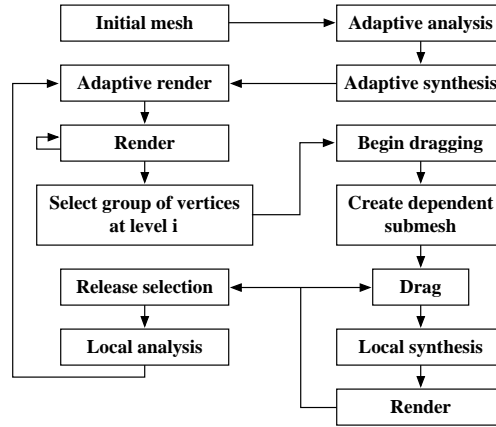 Initial mesh
Adaptive analysis
Adaptive render
Adaptive synthesis
Render
Begin dragging
Select group of vertices
at level i
Create dependent
submesh
Release selection
Drag
Local analysis
Local synthesis
Render